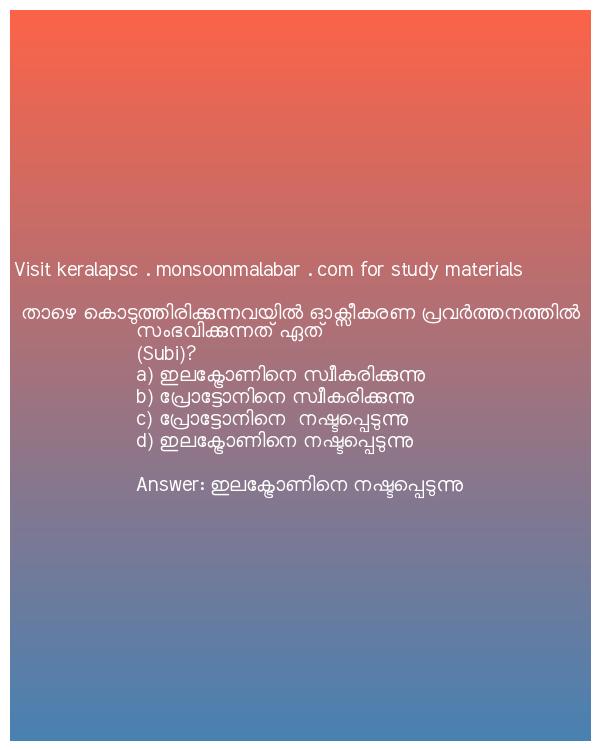 Visit keralapsc . monsoonmalabar . com for study materials
താഴെ കൊടുത്തിരിക്കുന്നവയിൽ ഓക്സീകരണ പ്രവർത്തനത്തിൽ
സംഭവിക്കുന്നത് ഏത്
(Subi)?
a) ഇലക്ട്രോണിനെ സ്വീകരിക്കുന്നു
b) പ്രോട്ടോനിനെ സ്വീകരിക്കുന്നു
c) പ്രോട്ടോനിനെ നഷ്ടപ്പെടുന്നു
d) ഇലക്ട്രോണിനെ നഷ്ടപ്പെടുന്നു
Answer: ഇലക്ട്രോണിനെ നഷ്ടപ്പെടുന്നു